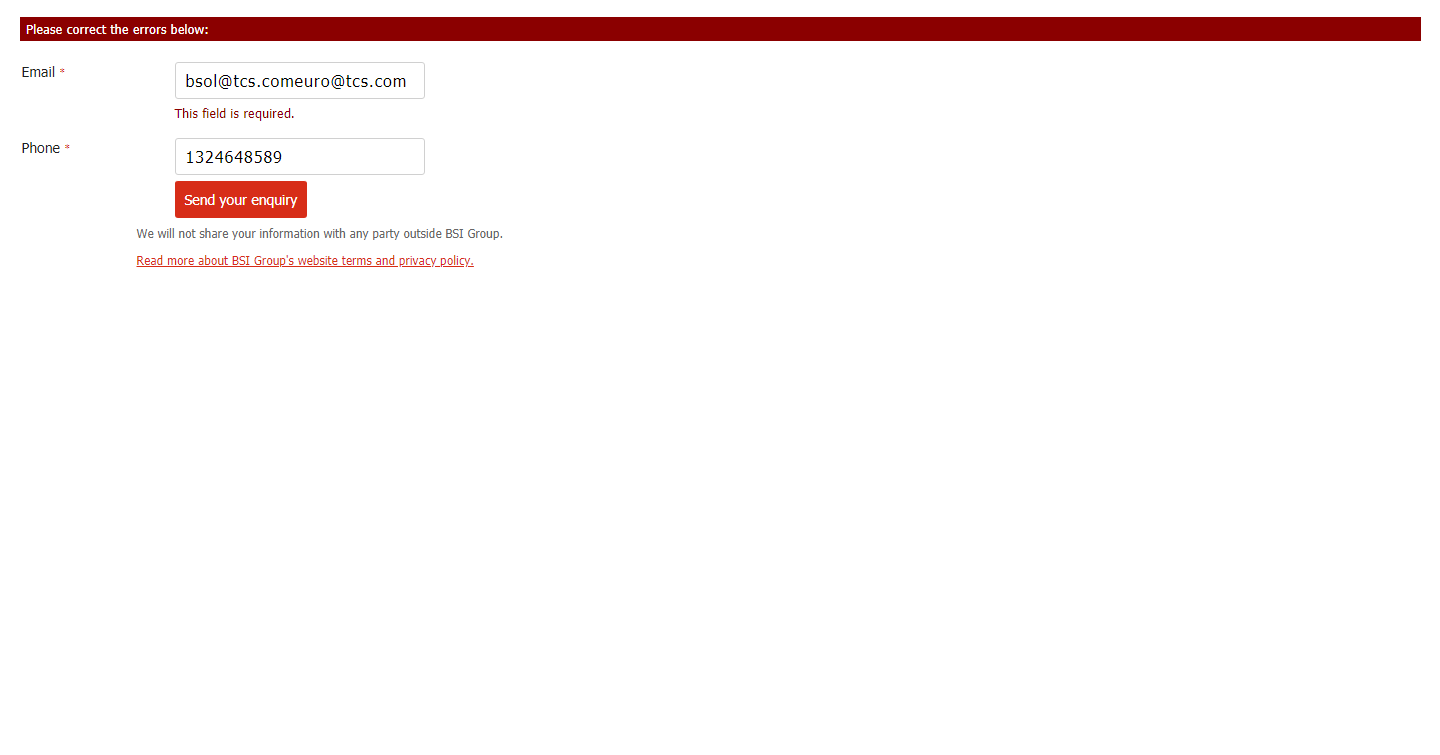 Please correct the errors below:
Email *
bsol@tcs.comeuro@tcs.com
This field is required.
Phone *
1324648589
Send your enquiry
We will not share your information with any party outside BSI Group.
Read more about BSI Group's website terms and privacy policy.